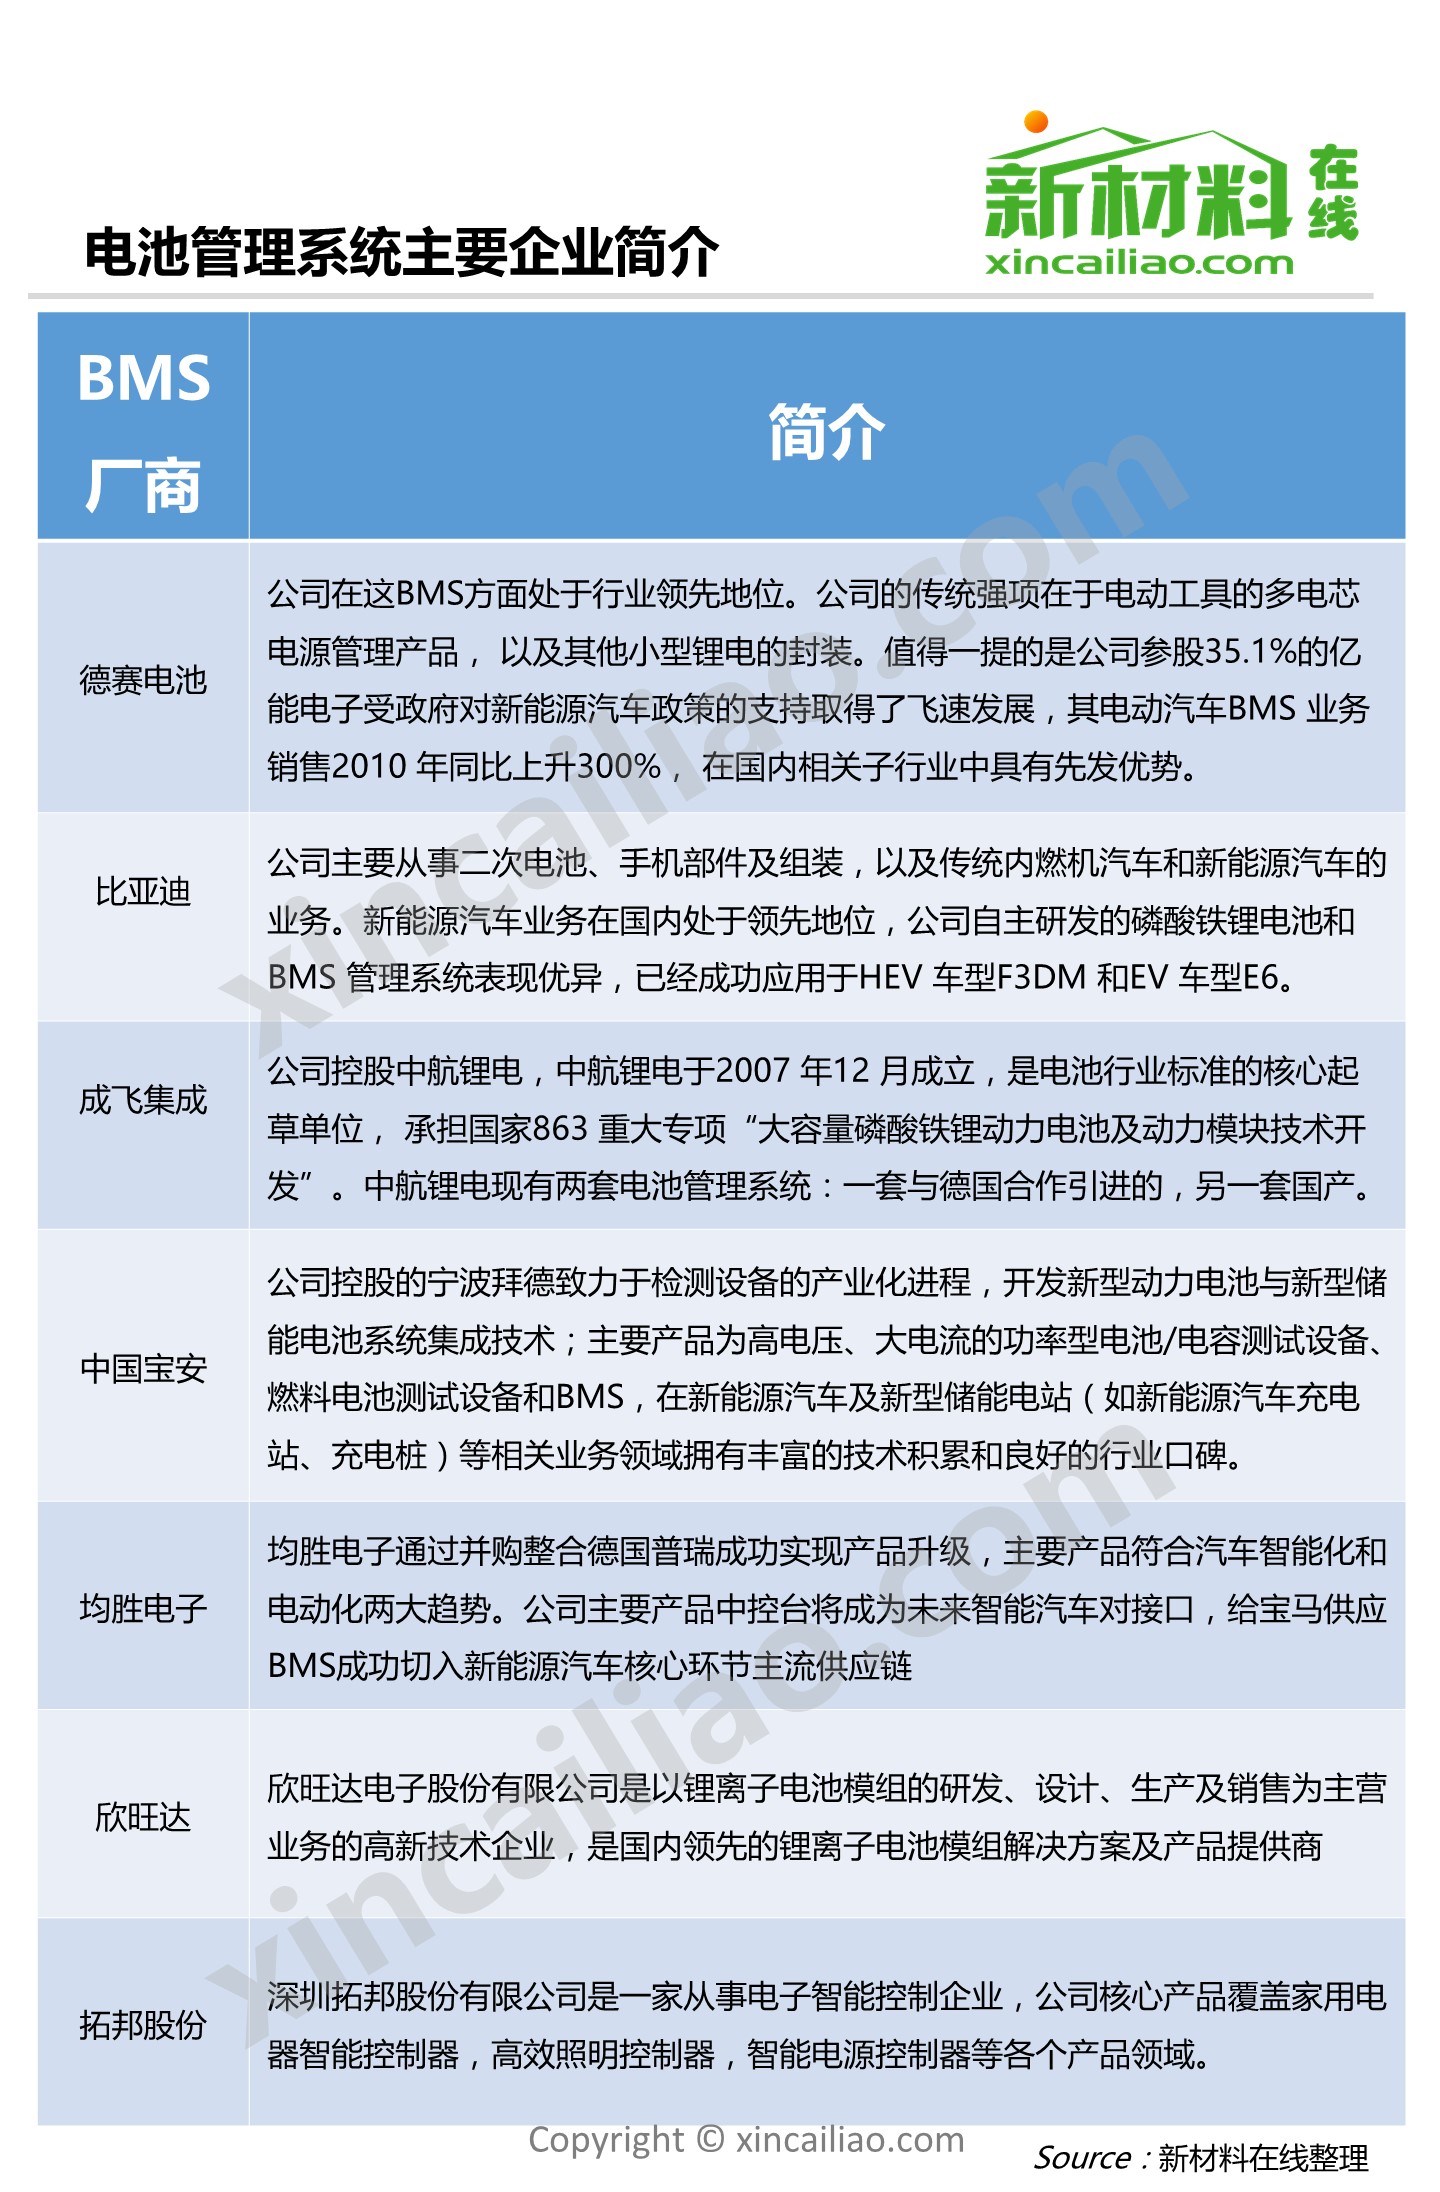 新材料在线
xincailiao.com
电池管理系统主要企业简介
BMS
厂商
简介
德赛电池
公司在这BMS方面处于行业领先地位。公司的传统强项在于电动工具的多电芯
电源管理产品， 以及其他小型锂电的封装。值得一提的是公司参股35.1%的亿
能电子受政府对新能源汽车政策的支持取得了飞速发展，其电动汽车BMS 业务
销售2010 年同比上升300%， 在国内相关子行业中具有先发优势。
比亚迪
公司主要从事二次电池、手机部件及组装，以及传统内燃机汽车和新能源汽车的
业务。新能源汽车业务在国内处于领先地位，公司自主研发的磷酸铁锂电池和
BMS 管理系统表现优异，已经成功应用于HEV 车型F3DM 和EV 车型E6。
成飞集成
公司控股中航锂电，中航锂电于2007 年12 月成立，是电池行业标准的核心起
草单位， 承担国家863 重大专项“大容量磷酸铁锂动力电池及动力模块技术开
发”。中航锂电现有两套电池管理系统：一套与德国合作引进的，另一套国产。
中国宝安
公司控股的宁波拜德致力于检测设备的产业化进程，开发新型动力电池与新型储
能电池系统集成技术；主要产品为高电压、大电流的功率型电池/电容测试设备、
燃料电池测试设备和BMS，在新能源汽车及新型储能电站（如新能源汽车充电
站、充电桩）等相关业务领域拥有丰富的技术积累和良好的行业口碑。
均胜电子
均胜电子通过并购整合德国普瑞成功实现产品升级，主要产品符合汽车智能化和
电动化两大趋势。公司主要产品中控台将成为未来智能汽车对接口，给宝马供应
BMS成功切入新能源汽车核心环节主流供应链
欣旺达
欣旺达电子股份有限公司是以锂离子电池模组的研发、设计、生产及销售为主营
业务的高新技术企业，是国内领先的锂离子电池模组解决方案及产品提供商
拓邦股份
深圳拓邦股份有限公司是一家从事电子智能控制企业，公司核心产品覆盖家用电
器智能控制器，高效照明控制器，智能电源控制器等各个产品领域。
xincailiao.com
xincailiao.com
Copyright © xincailiao.com
Source：新材料在线整理